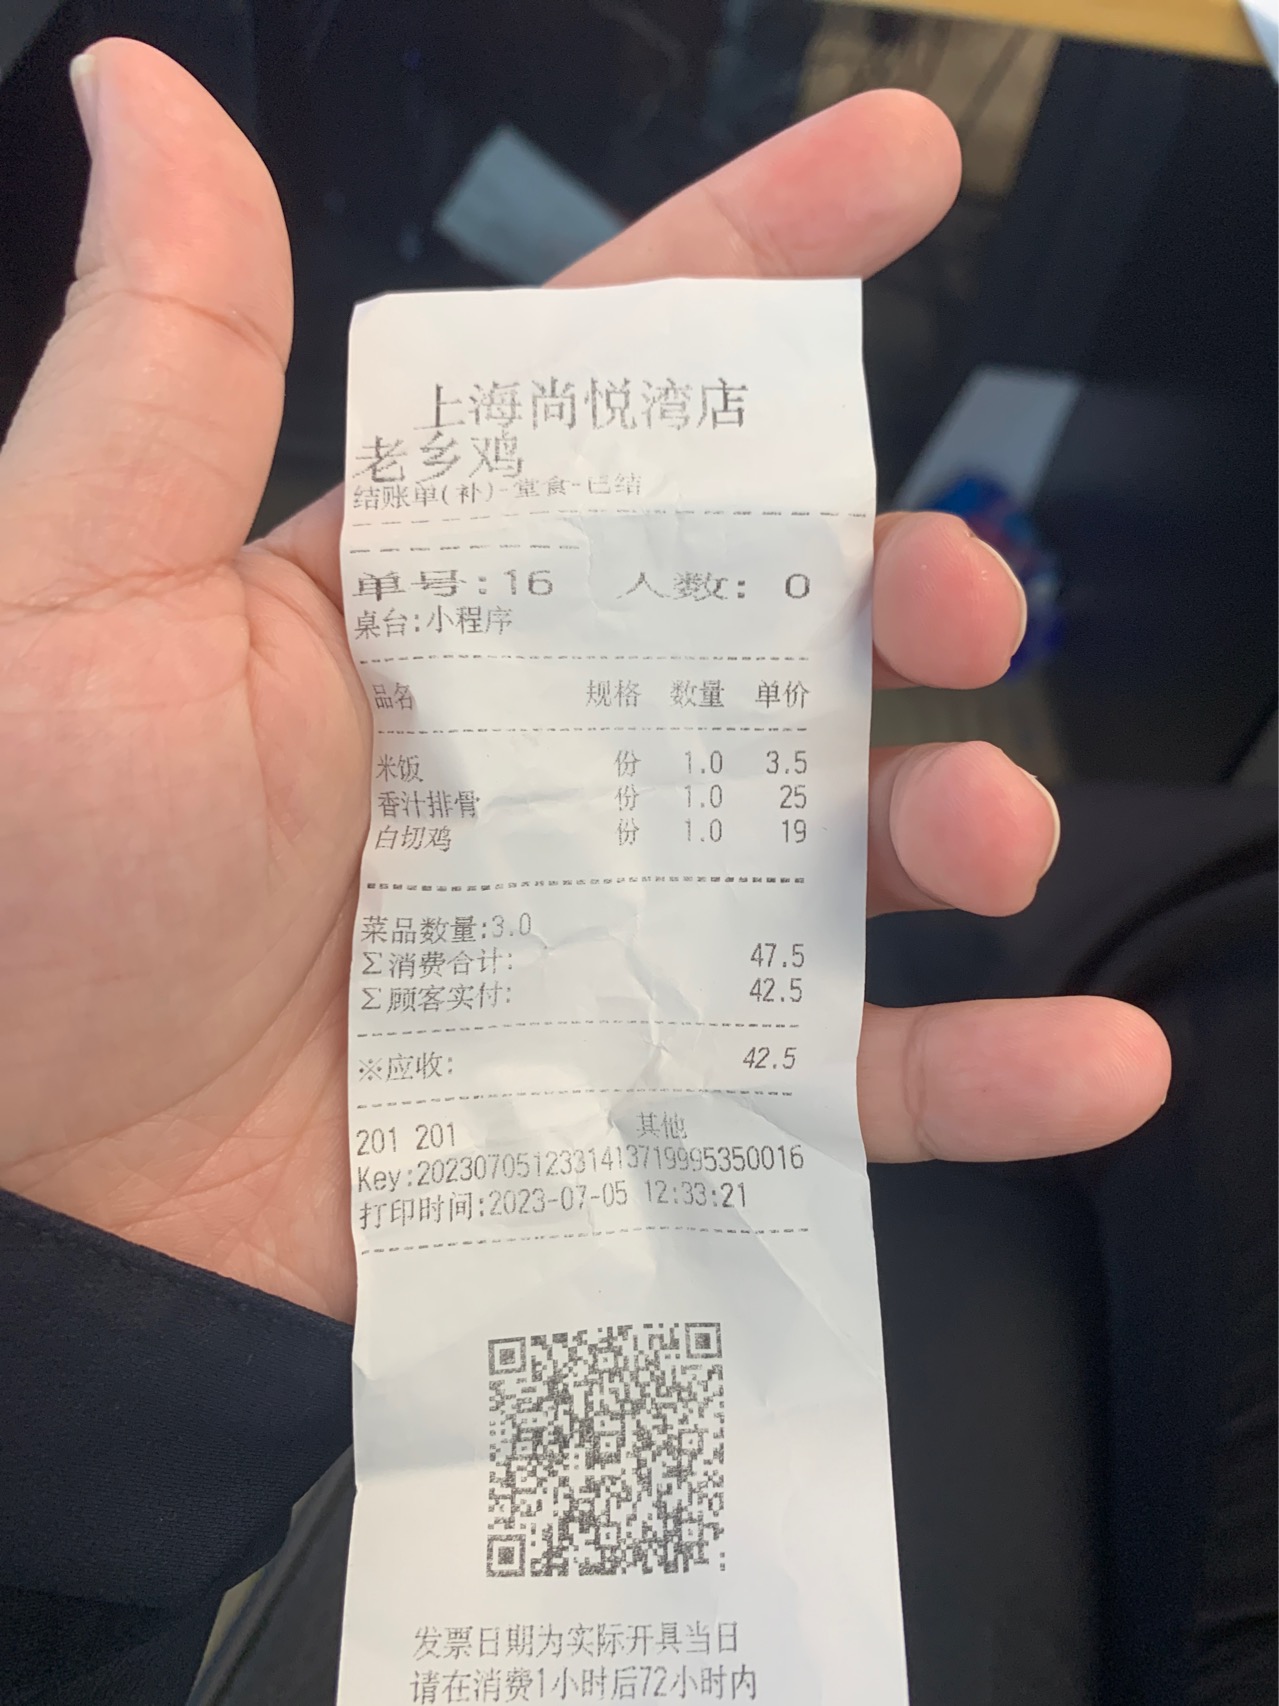 上海尚悦湾店
老乡鸡
结账单(补)-堂食-已结
单号:16 人数: 0
桌台:小程序
品名 规格 数量 单价
米饭 份 1.0 3.5
香汁排骨 份 1.0 25
白切鸡 份 1.0 19
菜品数量:3.0
Σ消费合计: 47.5
Σ顾客实付: 42.5
※应收: 42.5
201 201 其他
Key:2023070512331413719995350016
打印时间:2023-07-05 12:33:21
发票日期为实际开具当日
请在消费1小时后72小时内